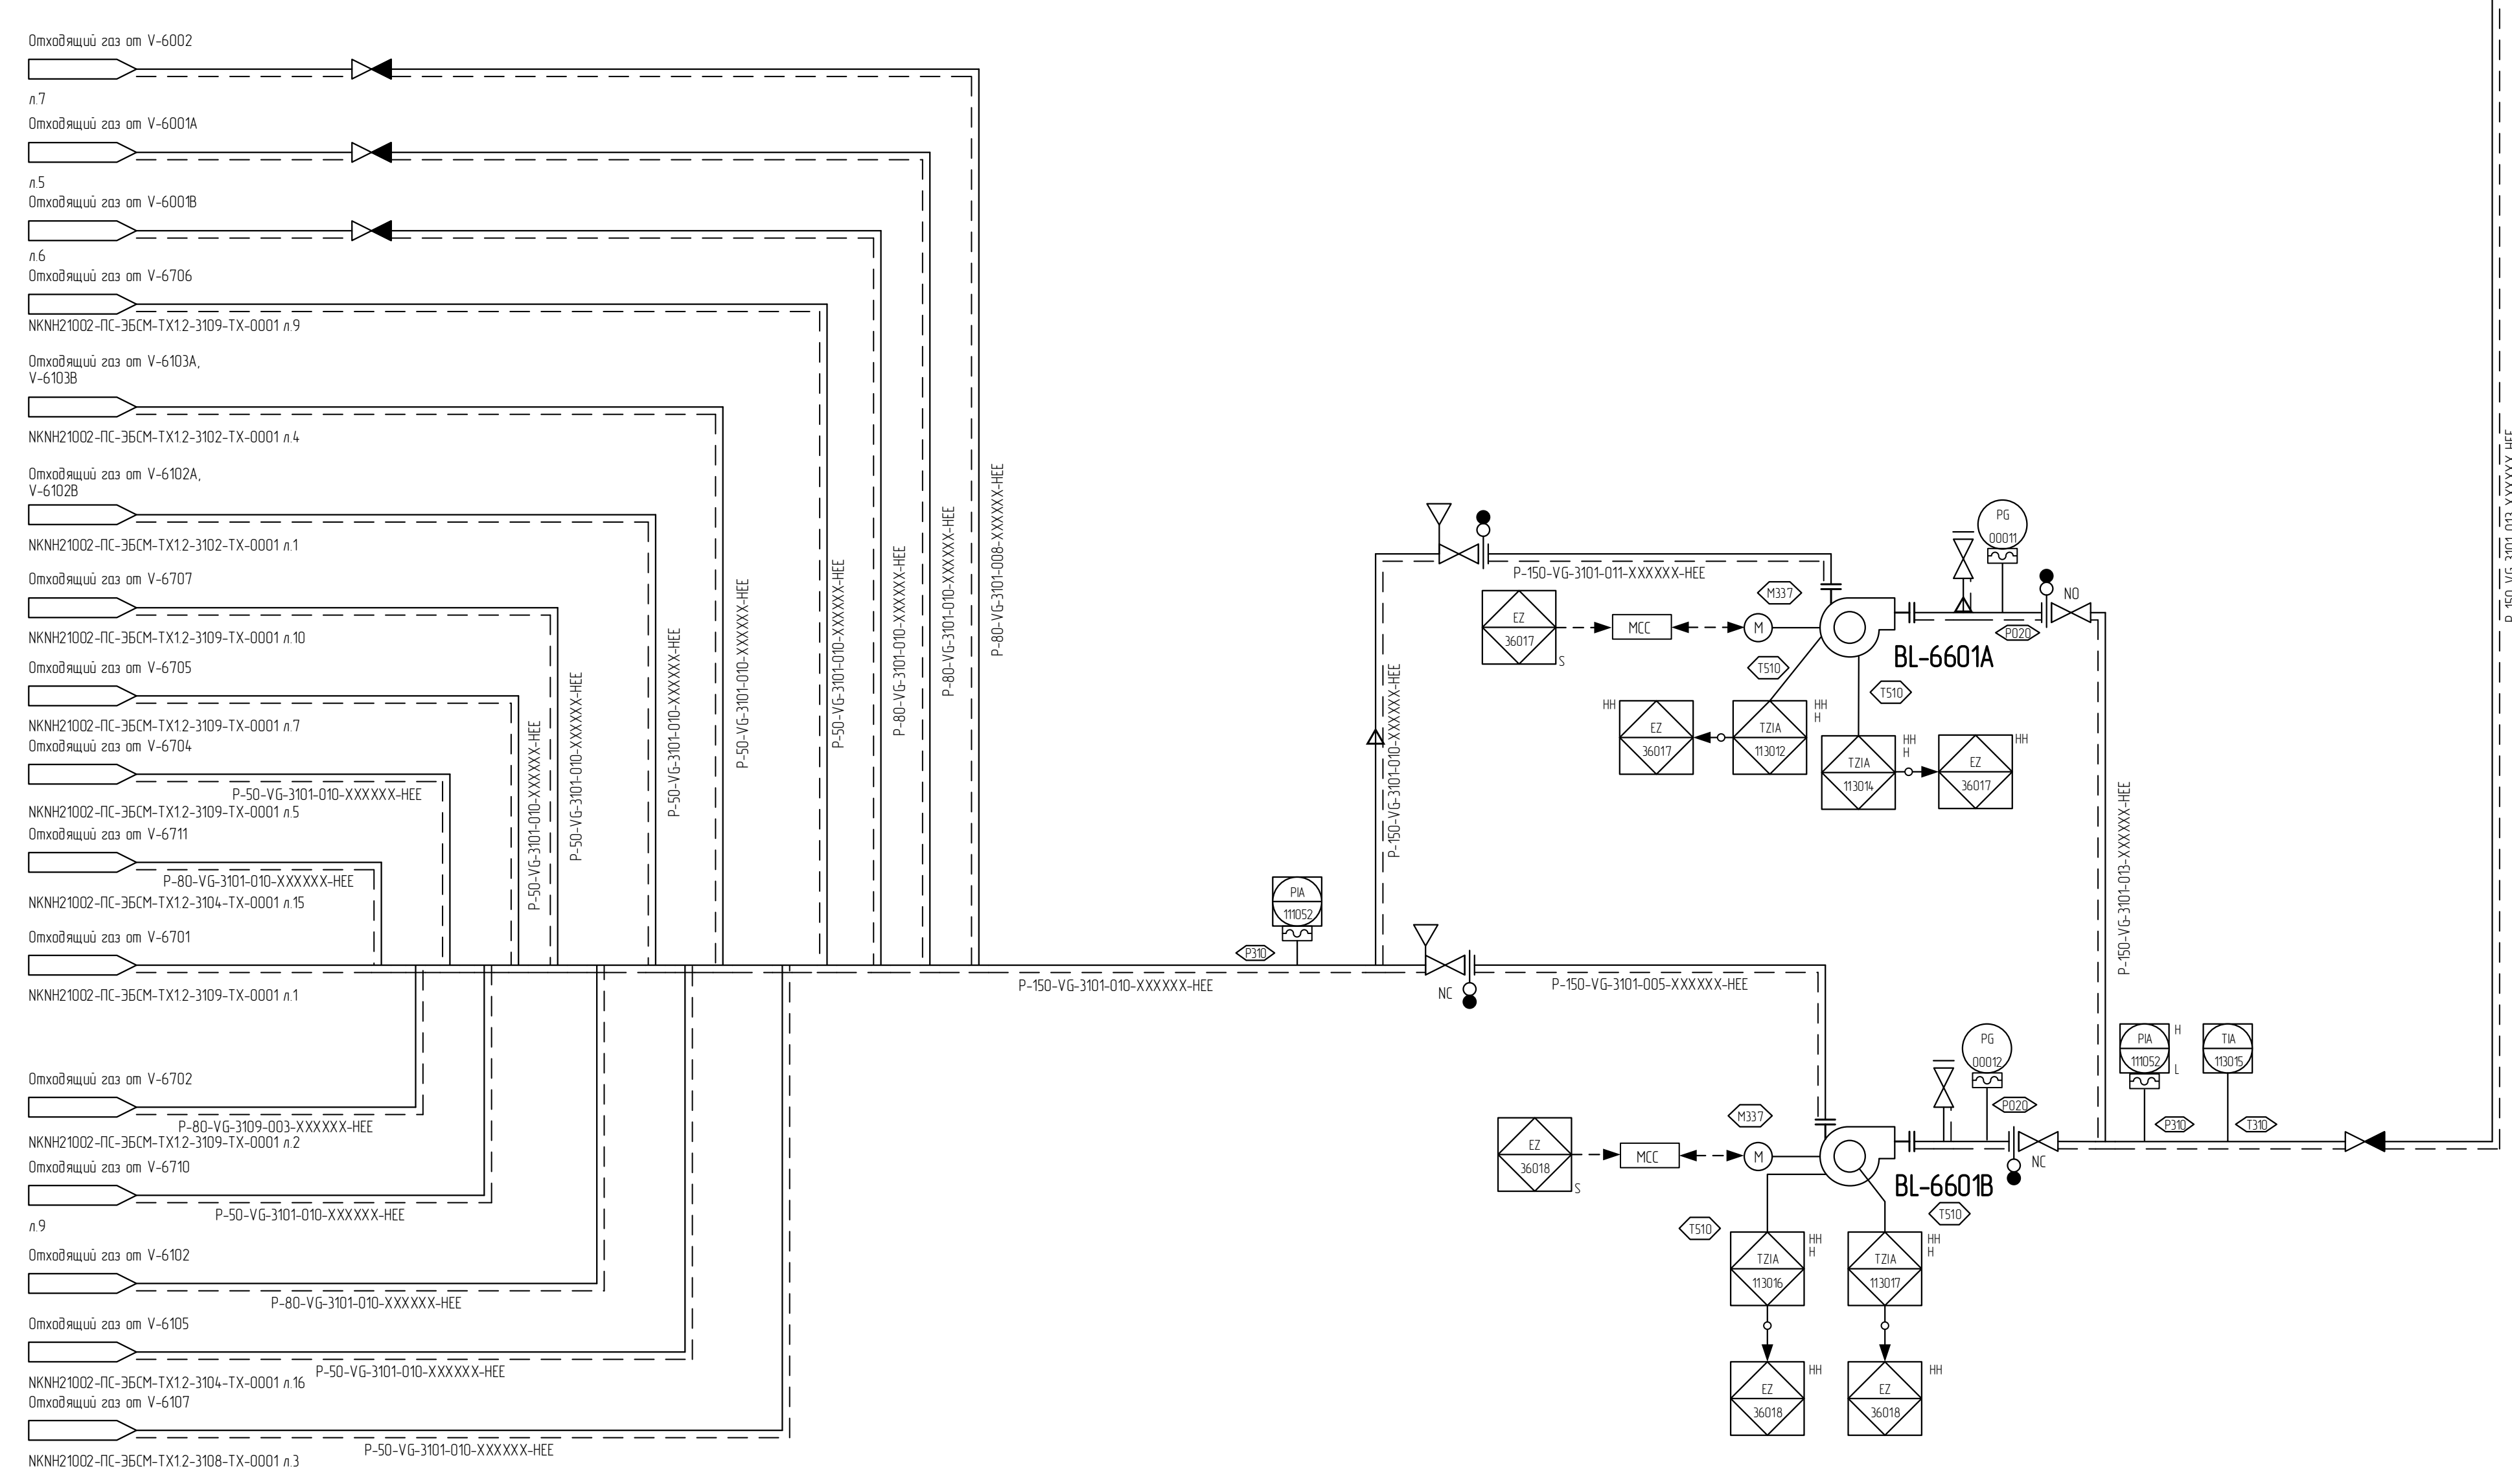 Отходящий газ от V-6002
л.7
Отходящий газ от V-6001A
л.5
Отходящий газ от V-6001B
л.6
Отходящий газ от V-6706
NKNH21002-ПС-ЭБСМ-ТХ1.2-3109-ТХ-0001 л.9
Отходящий газ от V-6103A,
V-6103B
NKNH21002-ПС-ЭБСМ-ТХ1.2-3102-ТХ-0001 л.4
Отходящий газ от V-6102A,
V-6102B
NKNH21002-ПС-ЭБСМ-ТХ1.2-3102-ТХ-0001 л.1
Отходящий газ от V-6707
NKNH21002-ПС-ЭБСМ-ТХ1.2-3109-ТХ-0001 л.10
Отходящий газ от V-6705
NKNH21002-ПС-ЭБСМ-ТХ1.2-3109-ТХ-0001 л.7
Отходящий газ от V-6704
P-50-VG-3101-010-XXXXXX-HEE
NKNH21002-ПС-ЭБСМ-ТХ1.2-3109-ТХ-0001 л.5
Отходящий газ от V-6711
P-80-VG-3101-010-XXXXXX-HEE
NKNH21002-ПС-ЭБСМ-ТХ1.2-3104-ТХ-0001 л.15
Отходящий газ от V-6701
NKNH21002-ПС-ЭБСМ-ТХ1.2-3109-ТХ-0001 л.1
Отходящий газ от V-6702
P-80-VG-3109-003-XXXXXX-HEE
NKNH21002-ПС-ЭБСМ-ТХ1.2-3109-ТХ-0001 л.2
Отходящий газ от V-6710
P-50-VG-3101-010-XXXXXX-HEE
л.9
Отходящий газ от V-6102
P-80-VG-3101-010-XXXXXX-HEE
Отходящий газ от V-6105
P-50-VG-3101-010-XXXXXX-HEE
NKNH21002-ПС-ЭБСМ-ТХ1.2-3104-ТХ-0001 л.16
Отходящий газ от V-6107
P-50-VG-3101-010-XXXXXX-HEE
NKNH21002-ПС-ЭБСМ-ТХ1.2-3108-ТХ-0001 л.3
P-50-VG-3101-010-XXXXXX-HEE
P-50-VG-3101-010-XXXXXX-HEE
P-50-VG-3101-010-XXXXXX-HEE
P-50-VG-3101-010-XXXXXX-HEE
P-50-VG-3101-010-XXXXXX-HEE
P-80-VG-3101-010-XXXXXX-HEE
P-80-VG-3101-010-XXXXXX-HEE
P-80-VG-3101-008-XXXXXX-HEE
P-150-VG-3101-010-XXXXXX-HEE
P310
PIA
111052
P-150-VG-3101-010-XXXXXX-HEE
NC
P-150-VG-3101-005-XXXXXX-HEE
P-150-VG-3101-011-XXXXXX-HEE
EZ
36017
S
MCC
M
M337
BL-6601A
T510
T510
HH
EZ
36017
TZIA
113012
HH
H
TZIA
113014
HH
H
EZ
36017
HH
PG
00011
P020
NO
P-150-VG-3101-013-XXXXXX-HEE
P-150-VG-3101-013-XXXXXX-HEE
EZ
36018
S
MCC
M
M337
BL-6601B
T510
T510
TZIA
113016
HH
H
TZIA
113017
HH
H
EZ
36018
HH
EZ
36018
HH
PG
00012
P020
NC
PIA
111052
H
L
P310
TIA
113015
T310